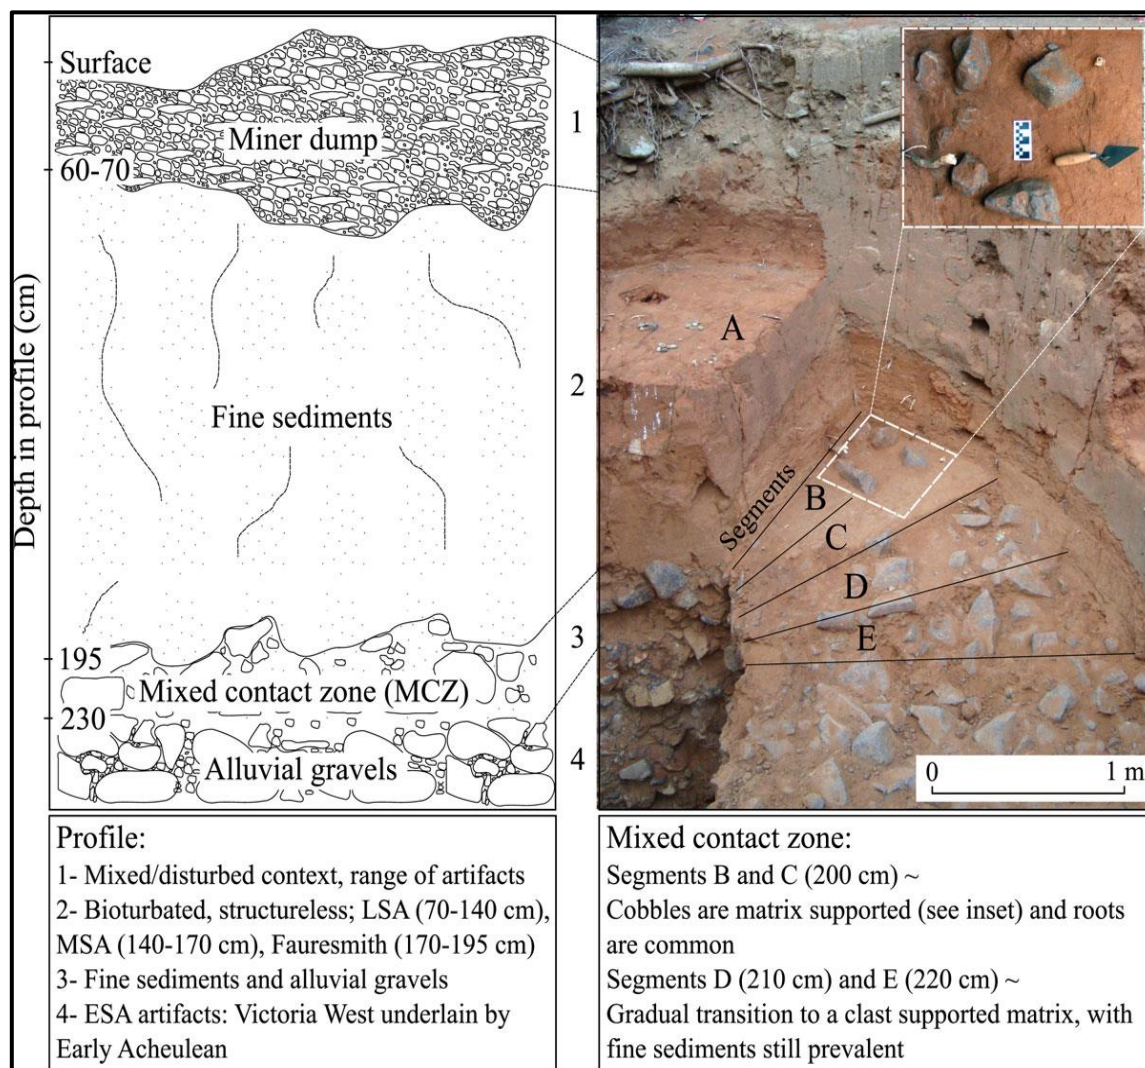 Depth in profile (cm)
Surface
Miner dump
60-70
Fine sediments
195
Mixed contact zone (MCZ)
230
Alluvial gravels
1
2
3
4
A
Segments
B
C
D
E
0 1 m
Profile:
1- Mixed/disturbed context, range of artifacts
2- Bioturbated, structureless; LSA (70-140 cm),
MSA (140-170 cm), Fauresmith (170-195 cm)
3- Fine sediments and alluvial gravels
4- ESA artifacts: Victoria West underlain by
Early Acheulean
Mixed contact zone:
Segments B and C (200 cm) ~
Cobbles are matrix supported (see inset) and roots
are common
Segments D (210 cm) and E (220 cm) ~
Gradual transition to a clast supported matrix, with
fine sediments still prevalent